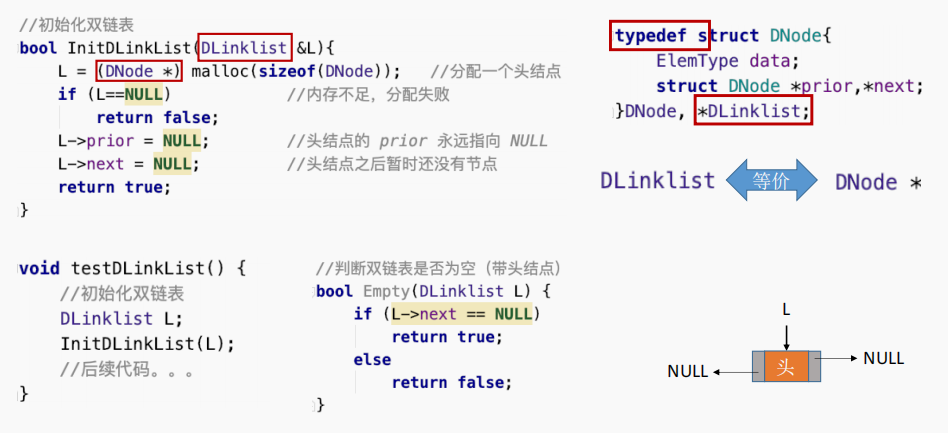 //初始化双链表
bool InitDLinkList(DLinklist &L){
    L = (DNode *) malloc(sizeof(DNode));   //分配一个头结点
    if (L==NULL)              //内存不足，分配失败
        return false;
    L->prior = NULL;          //头结点的 prior 永远指向 NULL
    L->next = NULL;           //头结点之后暂时还没有节点
    return true;
}
typedef struct DNode{
    ElemType data;
    struct DNode *prior,*next;
}DNode, *DLinklist;
DLinklist 等价 DNode *
void testDLinkList() {
    //初始化双链表
    DLinklist L;
    InitDLinkList(L);
    //后续代码。。。
}
//判断双链表是否为空（带头结点）
bool Empty(DLinklist L) {
    if (L->next == NULL)
        return true;
    else
        return false;
}
L
NULL 头 NULL